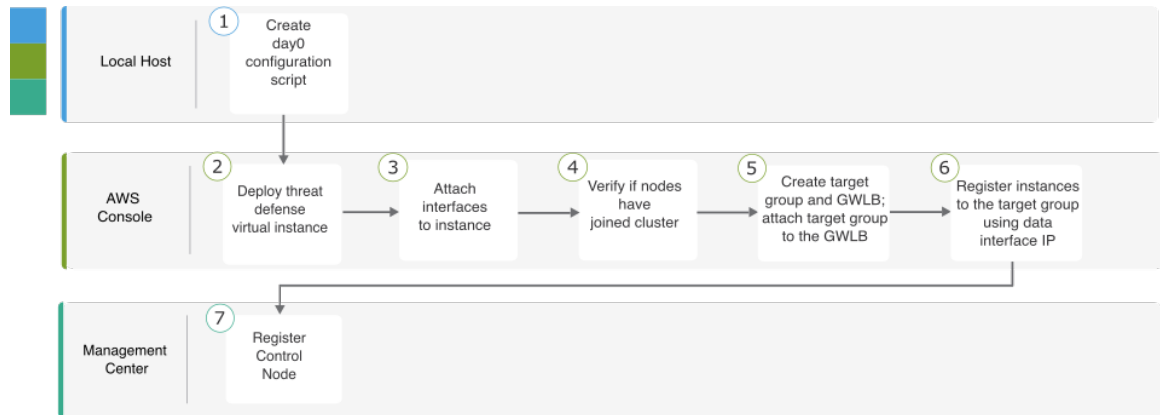 1
Create
day0
configuration
script
Local Host
2
Deploy threat
defense
virtual instance
3
Attach
interfaces
to instance
4
Verify if nodes
have
joined cluster
5
Create target
group and GWLB;
attach target group
to the GWLB
6
Register instances
to the target group
using data
interface IP
AWS
Console
7
Register
Control
Node
Management
Center